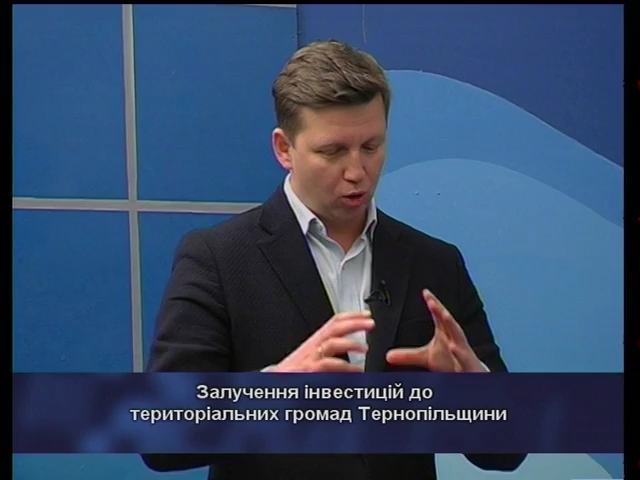 Залучення інвестицій до
територіальних громад Тернопільщини